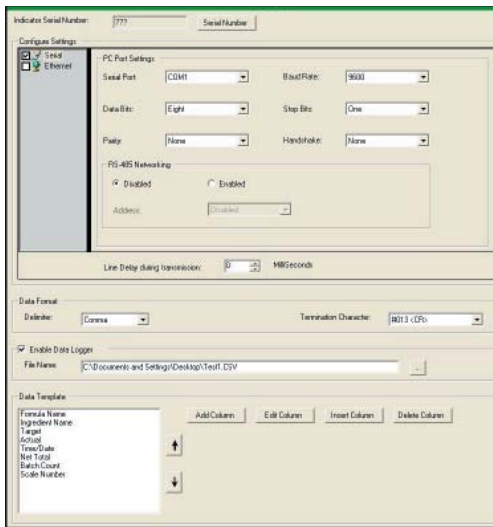 Indicator Serial Number: ??? Serial Number
Configure Settings
Serial
Ethernet
PC Port Settings
Serial Port: COM1 Baud Rate: 9600
Data Bits: Eight Stop Bits: One
Parity: None Handshake: None
RS-485 Networking
Disabled Enabled
Address: Disabled
Line Delay during transmission: 0 MilliSeconds
Data Format
Delimiter: Comma Termination Character: #013 <CR>
Enable Data Logger
File Name: C:\Documents and Settings\Desktop\Test1.CSV ...
Data Template
Formula Name
Ingredient Name
Target
Actual
Time/Date
Net Total
Batch Count
Scale Number
Add Column Edit Column Insert Column Delete Column